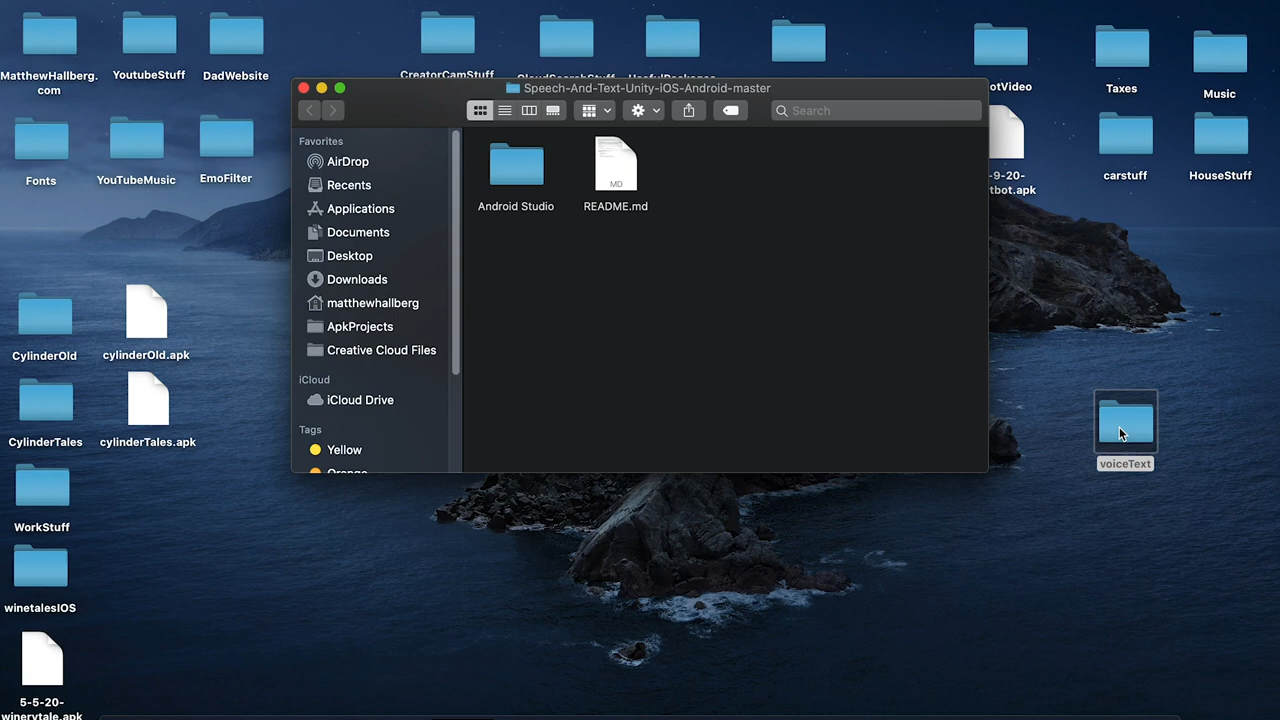 MatthewHallberg.
com
YoutubeStuff
DadWebsite
CreatorCamStuff
Taxes
Music
Fonts
YouTubeMusic
EmoFilter
carstuff
HouseStuff
CylinderOld
cylinderOld.apk
CylinderTales
cylinderTales.apk
WorkStuff
winetalesIOS
5-5-20-
winerytale.apk
voiceText
Speech-And-Text-Unity-iOS-Android-master
Search
Favorites
AirDrop
Recents
Applications
Documents
Desktop
Downloads
matthewhallberg
ApkProjects
Creative Cloud Files
iCloud
iCloud Drive
Tags
Yellow
Orange
Android Studio
MD
README.md
otVideo
-9-20-
tbot.apk